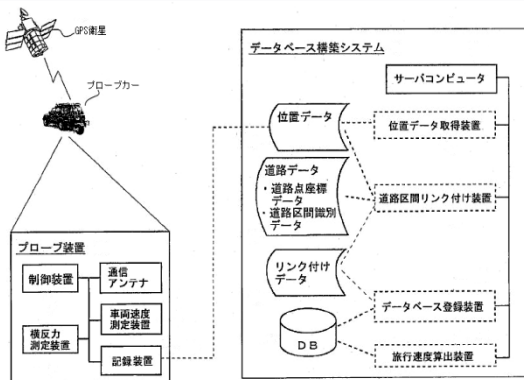 GPS衛星
プローブカー
プローブ装置
制御装置
通信
アンテナ
車両速度
測定装置
横反力
測定装置
記録装置
データベース構築システム
サーバコンピュータ
位置データ
位置データ取得装置
道路データ
・道路点座標
データ
・道路区間識別
データ
道路区間リンク付け装置
リンク付け
データ
データベース登録装置
DB
旅行速度算出装置